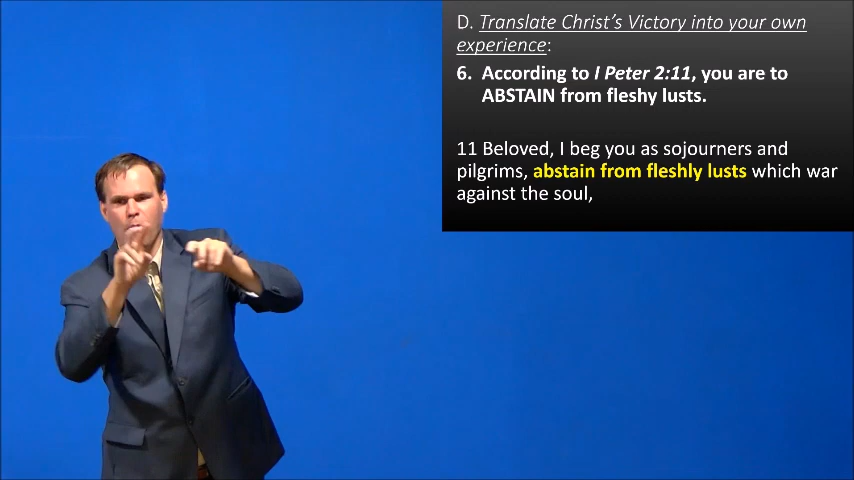 D. Translate Christ's Victory into your own
experience:
6. According to I Peter 2:11, you are to
ABSTAIN from fleshy lusts.
11 Beloved, I beg you as sojourners and
pilgrims, abstain from fleshly lusts which war
against the soul,